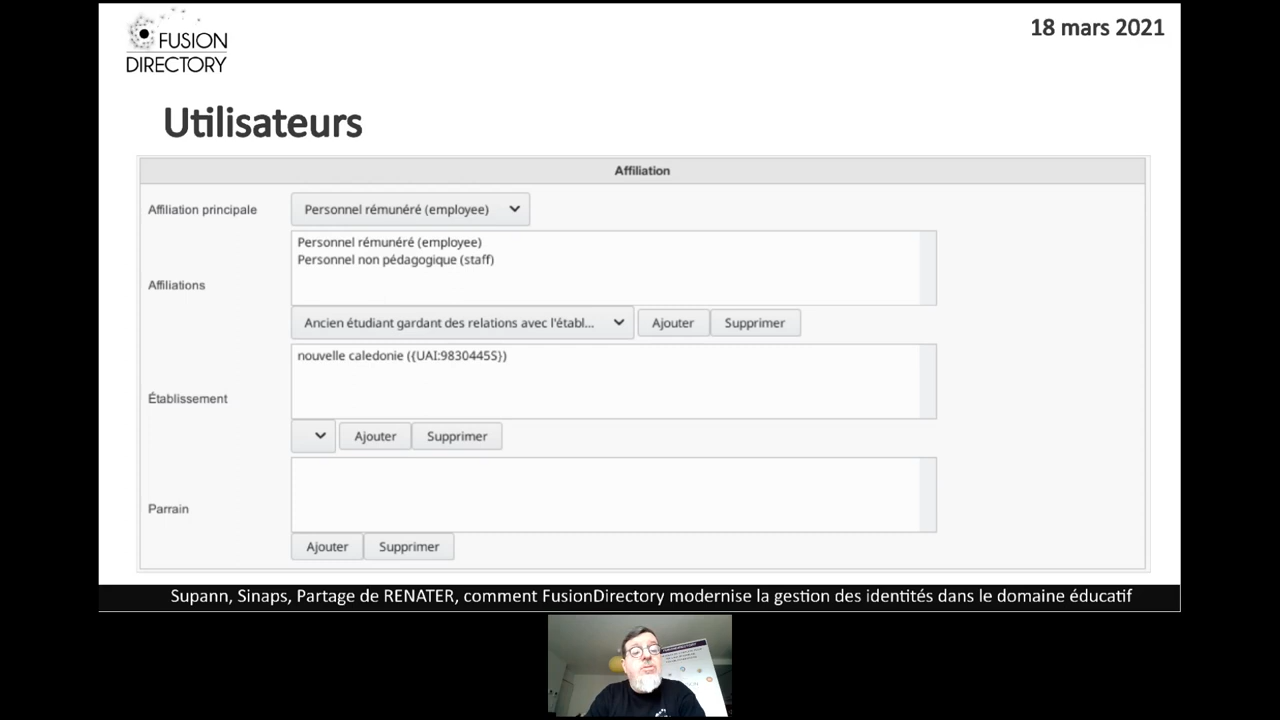 FUSION
DIRECTORY
18 mars 2021
Utilisateurs
Affiliation
Affiliation principale
Personnel rémunéré (employee)
Personnel rémunéré (employee)
Personnel non pédagogique (staff)
Affiliations
Ancien étudiant gardant des relations avec l'établ... Ajouter Supprimer
nouvelle caledonie ({UAI:9830445S})
Établissement
Ajouter Supprimer
Parrain
Ajouter Supprimer
Supann, Sinaps, Partage de RENATER, comment FusionDirectory modernise la gestion des identités dans le domaine éducatif